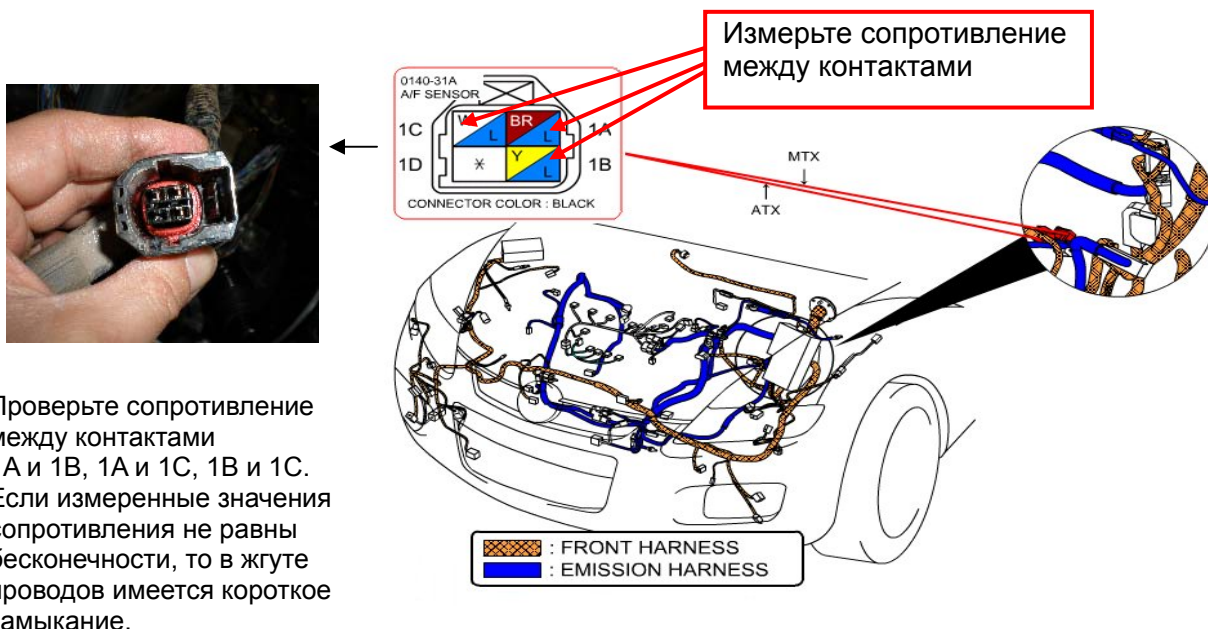 Измерьте сопротивление
между контактами
0140-31A
A/F SENSOR
W
L
BR
L
1C
1A
1D
*
Y
L
1B
CONNECTOR COLOR : BLACK
MTX
ATX
Проверьте сопротивление
между контактами
1A и 1B, 1A и 1C, 1B и 1C.
Если измеренные значения
сопротивления не равны
бесконечности, то в жгуте
проводов имеется короткое
замыкание.
: FRONT HARNESS
: EMISSION HARNESS